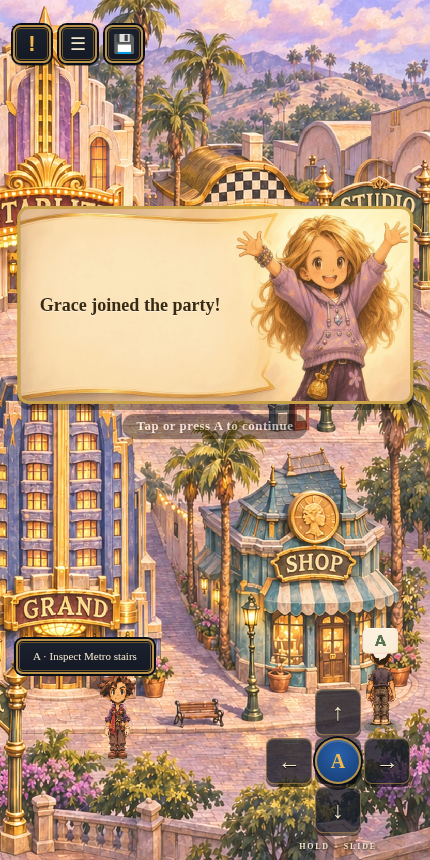 !
☰
STUDIO
Grace joined the party!
Tap or press A to continue
SHOP
GRAND
A
A · Inspect Metro stairs
↑
← A →
↓
HOLD + SLIDE